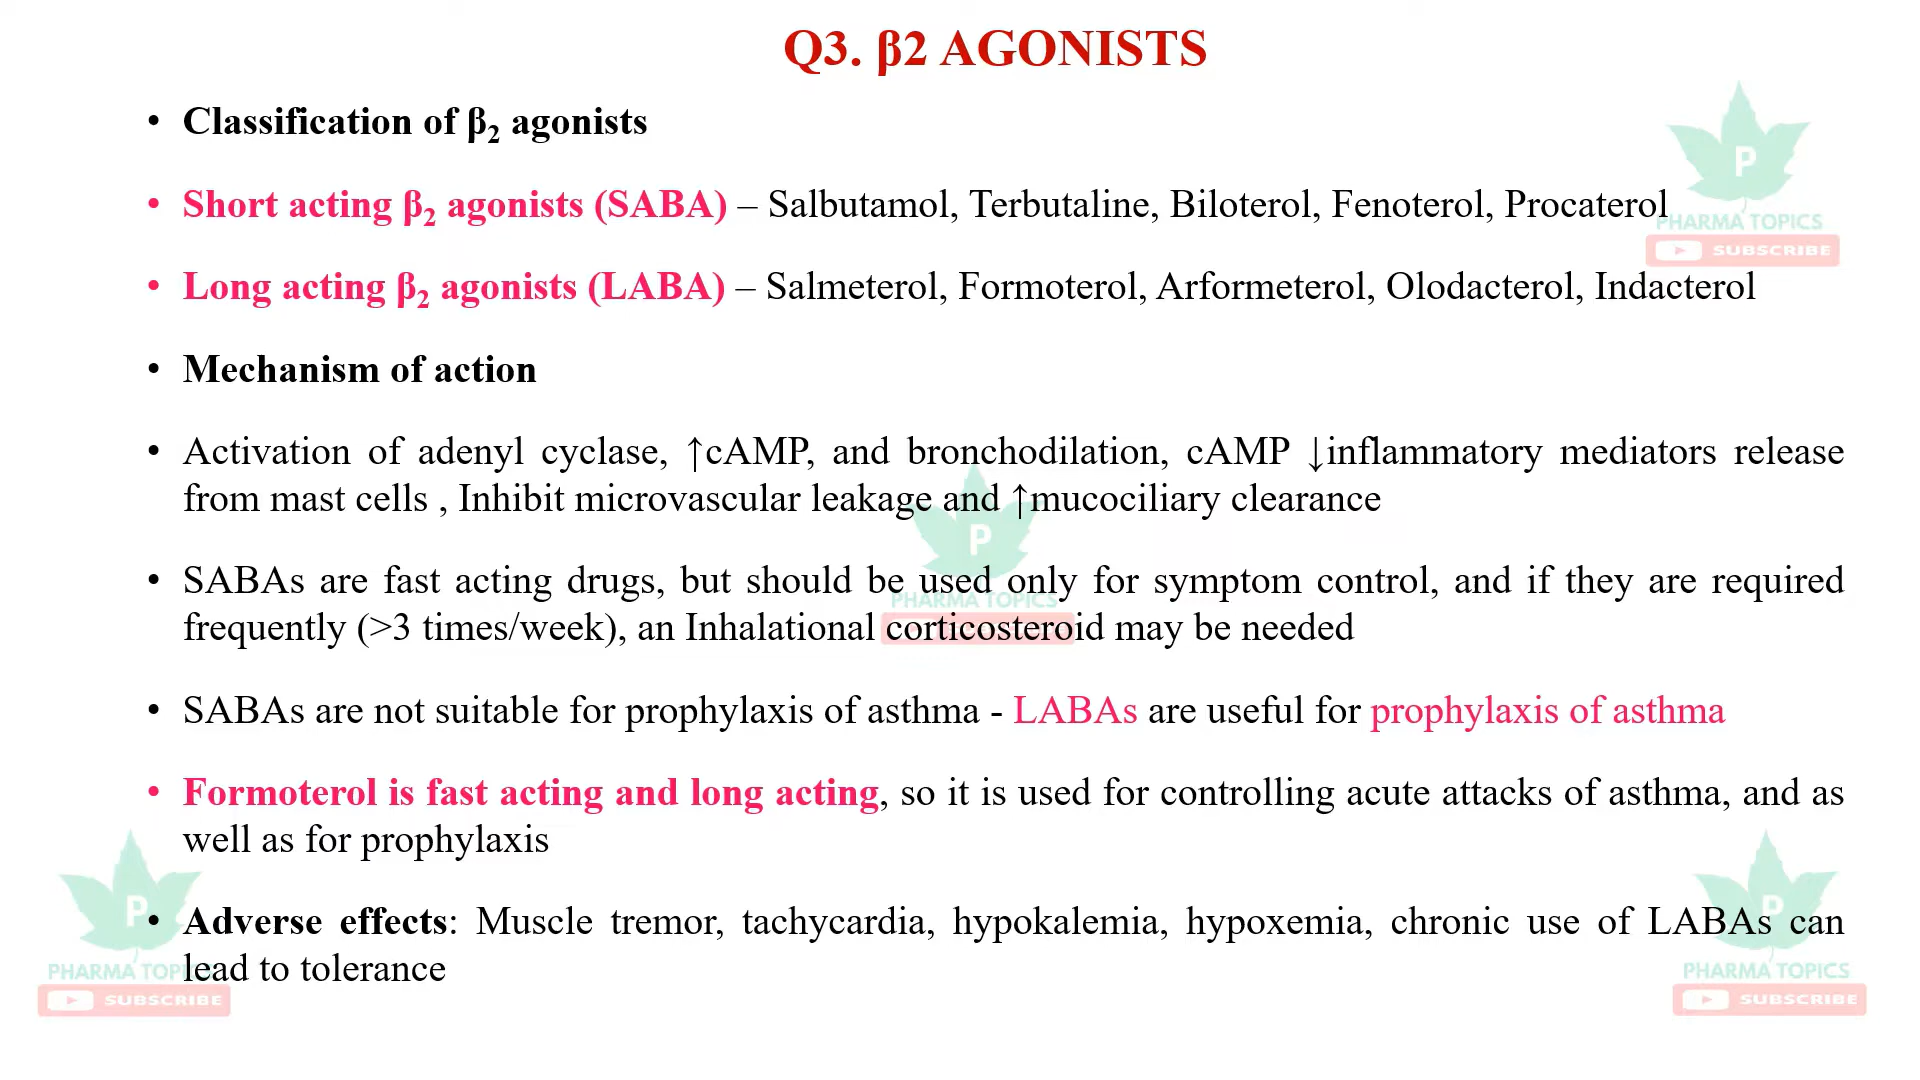 Q3. β2 AGONISTS
• Classification of β2 agonists
• Short acting β2 agonists (SABA) – Salbutamol, Terbutaline, Biloterol, Fenoterol, Procaterol
• Long acting β2 agonists (LABA) – Salmeterol, Formoterol, Arformeterol, Olodacterol, Indacterol
• Mechanism of action
• Activation of adenyl cyclase, ↑cAMP, and bronchodilation, cAMP ↓inflammatory mediators release
from mast cells , Inhibit microvascular leakage and ↑mucociliary clearance
• SABAs are fast acting drugs, but should be used only for symptom control, and if they are required
frequently (>3 times/week), an Inhalational corticosteroid may be needed
• SABAs are not suitable for prophylaxis of asthma - LABAs are useful for prophylaxis of asthma
• Formoterol is fast acting and long acting, so it is used for controlling acute attacks of asthma, and as
well as for prophylaxis
• Adverse effects: Muscle tremor, tachycardia, hypokalemia, hypoxemia, chronic use of LABAs can
lead to tolerance
P
PHARMA TOPICS
SUBSCRIBE
P
PHARMA TOPICS
P
PHARMA TOPICS
SUBSCRIBE
P
PHARMA TOPICS
SUBSCRIBE